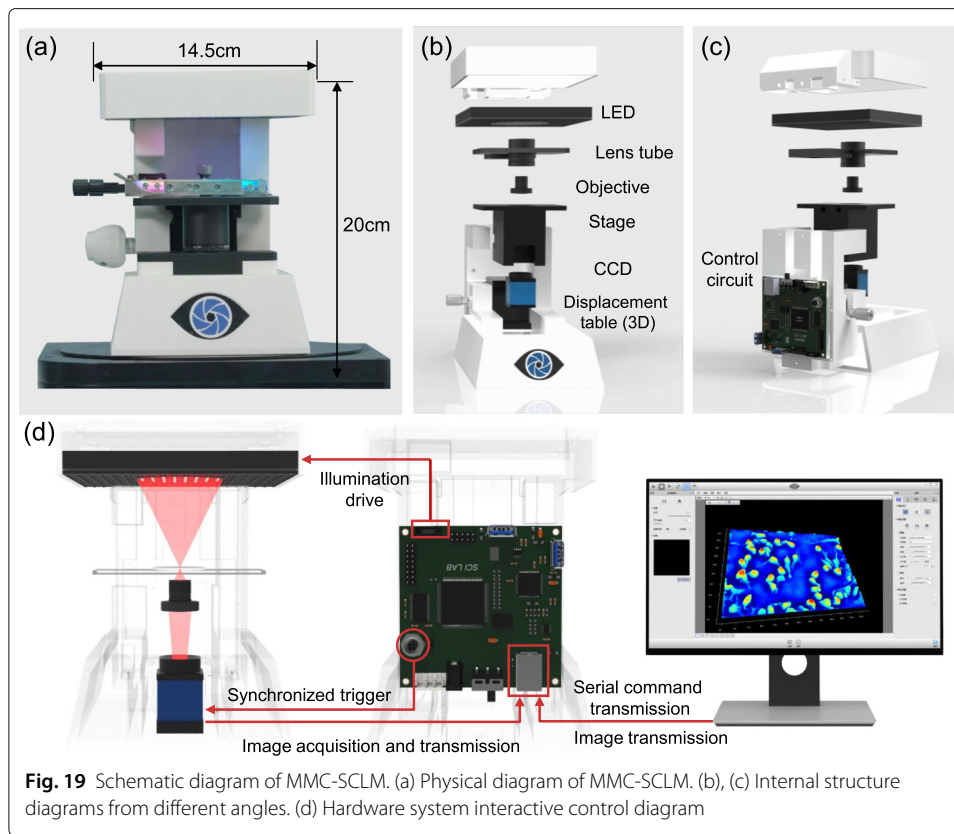 (a)
14.5cm
20cm
(b)
LED
Lens tube
Objective
Stage
CCD
Displacement
table (3D)
(c)
Control
circuit
(d)
Illumination
drive
SCI LAB
Synchronized trigger
Image acquisition and transmission
Serial command
transmission
Image transmission
Fig. 19 Schematic diagram of MMC-SCLM. (a) Physical diagram of MMC-SCLM. (b), (c) Internal structure
diagrams from different angles. (d) Hardware system interactive control diagram